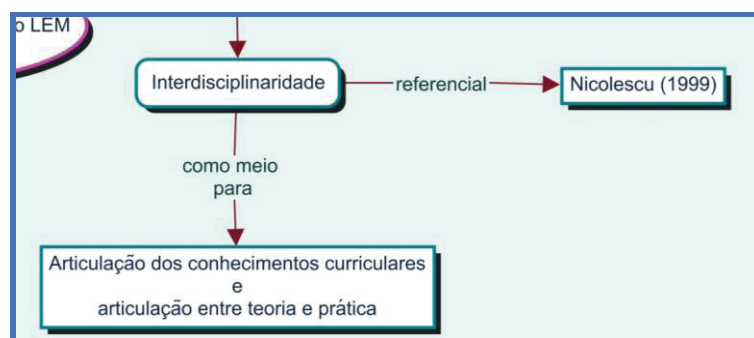 o LEM
Interdisciplinaridade
referencial
Nicolescu (1999)
como meio
para
Articulação dos conhecimentos curriculares
e
articulação entre teoria e prática